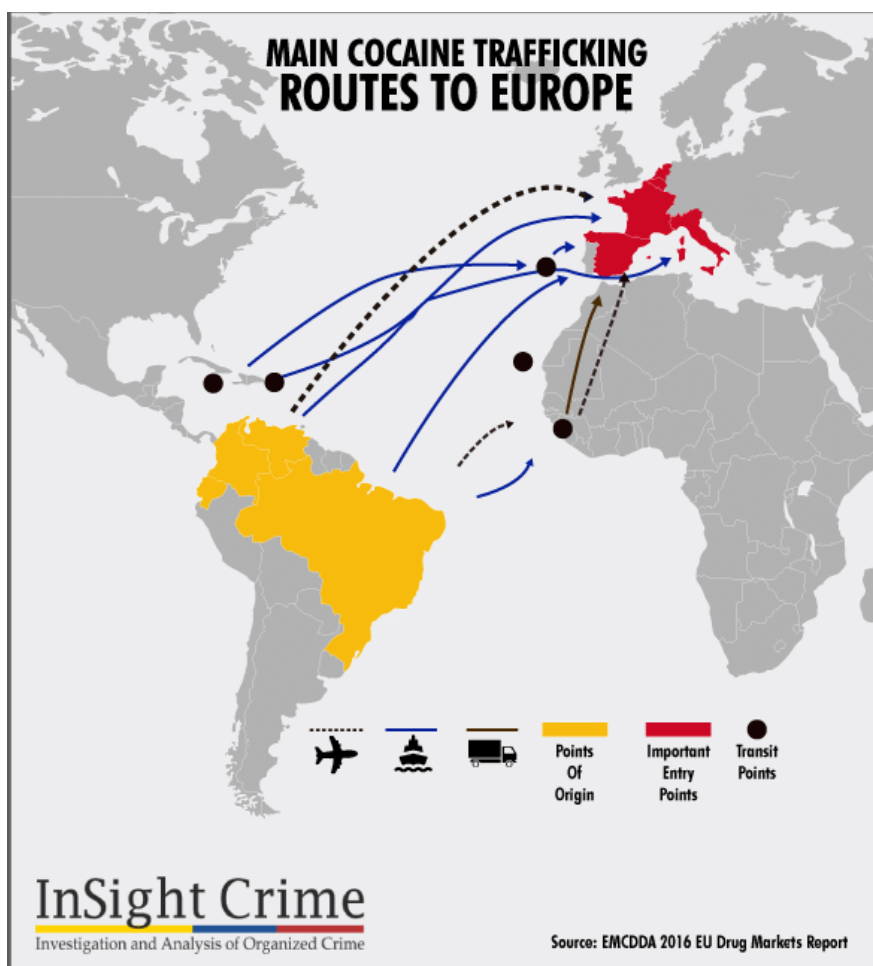 MAIN COCAINE TRAFFICKING
ROUTES TO EUROPE
Points
Of
Origin
Important
Entry
Points
Transit
Points
InSight Crime
Investigation and Analysis of Organized Crime
Source: EMCDDA 2016 EU Drug Markets Report